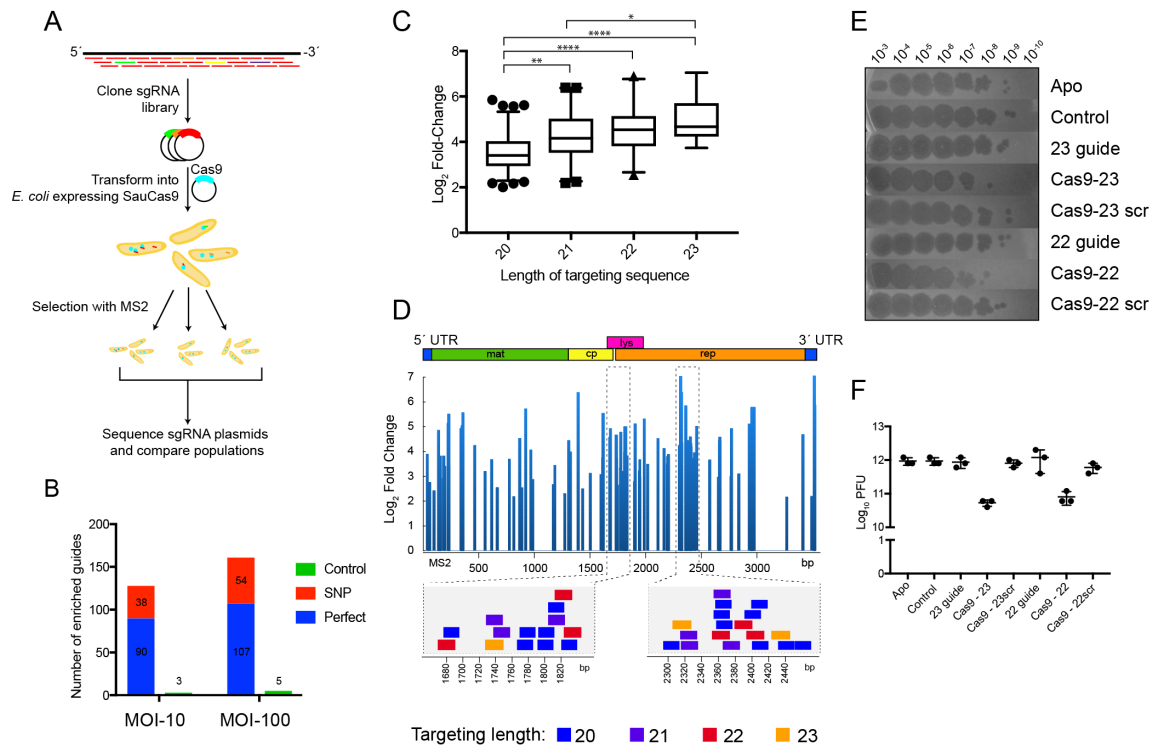 A
5´ -3´
Clone sgRNA
library
Cas9
Transform into
E. coli expressing SauCas9
Selection with MS2
Sequence sgRNA plasmids
and compare populations
B
Number of enriched guides
200
150
100
50
0
38
90
3
54
107
5
MOI-10 MOI-100
Control
SNP
Perfect
C
Log2 Fold-Change
8
6
4
2
0
*
****
****
**
20 21 22 23
Length of targeting sequence
D
5´ UTR lys 3´ UTR
mat cp rep
Log2 Fold Change
7
6
5
4
3
2
1
0
MS2 500 1000 1500 2000 2500 3000 bp
1680 1700 1720 1740 1760 1780 1800 1820 bp
2300 2320 2340 2360 2380 2400 2420 2440 bp
Targeting length: 20 21 22 23
E
10-3 10-4 10-5 10-6 10-7 10-8 10-9 10-10
Apo
Control
23 guide
Cas9-23
Cas9-23 scr
22 guide
Cas9-22
Cas9-22 scr
F
Log10 PFU
13
12
11
10
1
0
Apo
Control
23 guide
Cas9 - 23
Cas9 - 23scr
22 guide
Cas9 - 22
Cas9 - 22scr